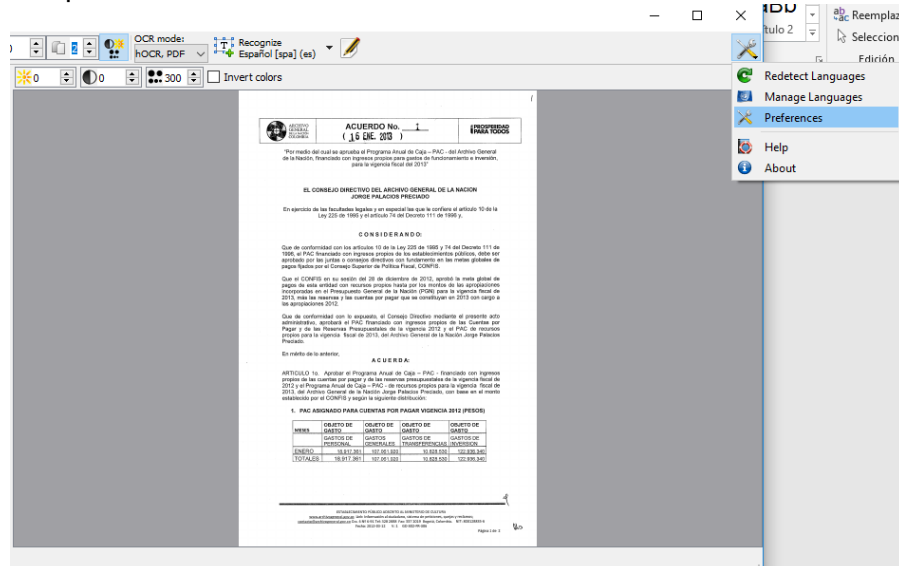 OCR mode:
hOCR, PDF
Recognize
Español [spa] (es)
2
0
0
300
Invert colors
Reemplaz
tulo 2
Seleccion
Edición
Redetect Languages
Manage Languages
Preferences
Help
About
ARCHIVO
GENERAL
COLOMBIA
ACUERDO No. 1
( 16 ENE. 2013 )
PROSPERIDAD
PARA TODOS
"Por medio del cual se aprueba el Programa Anual de Caja – PAC - del Archivo General
de la Nación, financiado con ingresos propios para gastos de funcionamiento e inversión,
para la vigencia fiscal del 2013"
EL CONSEJO DIRECTIVO DEL ARCHIVO GENERAL DE LA NACION
JORGE PALACIOS PRECIADO
En ejercicio de las facultades legales y en especial las que le confiere el artículo 10 de la
Ley 225 de 1995 y el artículo 74 del Decreto 111 de 1996 y,
C O N S I D E R A N D O:
Que de conformidad con los artículos 10 de la Ley 225 de 1995 y 74 del Decreto 111 de
1996, el PAC financiado con ingresos propios de los establecimientos públicos, debe ser
aprobado por las juntas o consejos directivos con fundamento en las metas globales de
pagos fijados por el Consejo Superior de Política Fiscal, CONFIS.
Que el CONFIS en su sesión del 28 de diciembre de 2012, aprobó la meta global de
pagos de esta entidad con recursos propios hasta por los montos de las apropiaciones
incorporadas en el Presupuesto General de la Nación (PGN) para la vigencia fiscal de
2013, más las reservas y las cuentas por pagar que se constituyan en 2013 con cargo a
las apropiaciones 2012.
Que de conformidad con lo expuesto, el Consejo Directivo mediante el presente acto
administrativo, aprobará el PAC financiado con ingresos propios de las Cuentas por
Pagar y de las Reservas Presupuestales de la vigencia 2012 y el PAC de recursos
propios para la vigencia fiscal de 2013, del Archivo General de la Nación Jorge Palacios
Preciado.
En mérito de lo anterior,
A C U E R D A:
ARTICULO 1o. Aprobar el Programa Anual de Caja – PAC - financiado con ingresos
propios de las cuentas por pagar y de las reservas presupuestales de la vigencia fiscal de
2012 y el Programa Anual de Caja – PAC - de recursos propios para la vigencia fiscal de
2013, del Archivo General de la Nación Jorge Palacios Preciado, con base en el monto
establecido por el CONFIS y según la siguiente distribución:
1. PAC ASIGNADO PARA CUENTAS POR PAGAR VIGENCIA 2012 (PESOS)
MESES OBJETO DE GASTO OBJETO DE GASTO OBJETO DE GASTO OBJETO DE GASTO
GASTOS DE PERSONAL GASTOS GENERALES GASTOS DE TRANSFERENCIAS GASTOS DE INVERSION
ENERO 18.917.361
TOTALES 18.917.361
ESTABLECIMIENTO PÚBLICO ADSCRITO AL MINISTERIO DE CULTURA